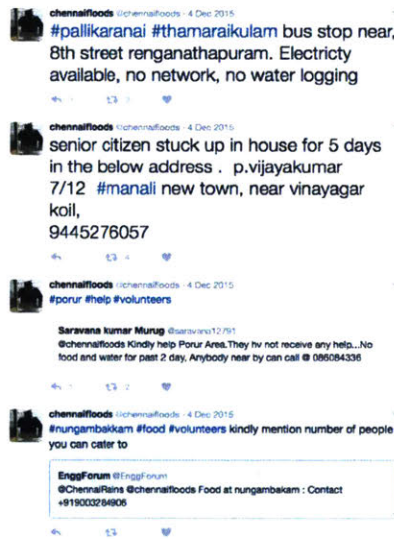 chennaifloods @chennaifloods · 4 Dec 2015
#pallikaranai #thamaraikulam bus stop near,
8th street renganathapuram. Electricty
available, no network, no water logging
chennaifloods @chennaifloods · 4 Dec 2015
senior citizen stuck up in house for 5 days
in the below address . p.vijayakumar
7/12 #manali new town, near vinayagar
koil,
9445276057
4
chennaifloods @chennaifloods · 4 Dec 2015
#porur #help #volunteers
Saravana kumar Murug @saravana12791
@chennaifloods Kindly help Porur Area.They hv not receive any help...No
food and water for past 2 day, Anybody near by can call @ 086084336
2
chennaifloods @chennaifloods · 4 Dec 2015
#nungambakkam #food #volunteers kindly mention number of people
you can cater to
EnggForum @EnggForum
@ChennaiRains @chennaifloods Food at nungambakkam : Contact
+919003264906